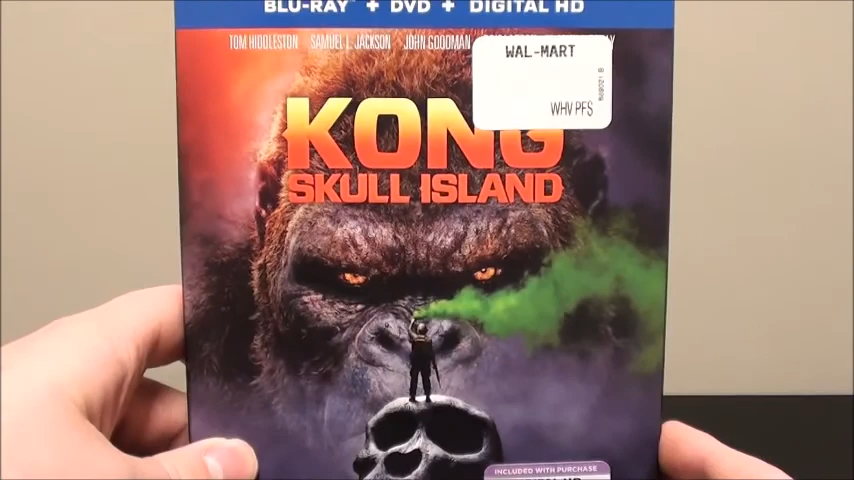 BLU-RAY + DVD + DIGITAL HD
TOM HIDDLESTON SAMUEL L. JACKSON JOHN GOODMAN
WAL-MART
WHV PFS
KONG
SKULL ISLAND
INCLUDED WITH PURCHASE